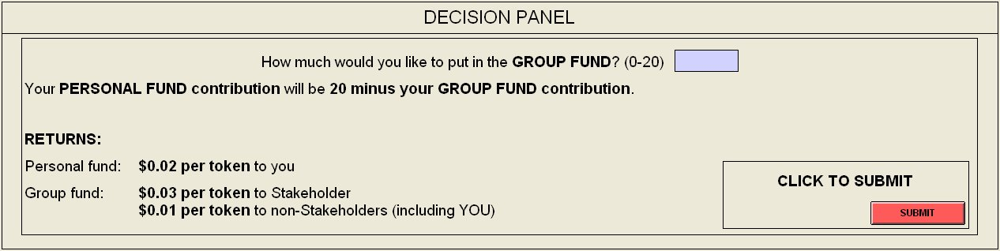 DECISION PANEL
How much would you like to put in the GROUP FUND? (0-20)
Your PERSONAL FUND contribution will be 20 minus your GROUP FUND contribution.
RETURNS:
Personal fund: $0.02 per token to you
Group fund: $0.03 per token to Stakeholder
$0.01 per token to non-Stakeholders (including YOU)
CLICK TO SUBMIT
SUBMIT